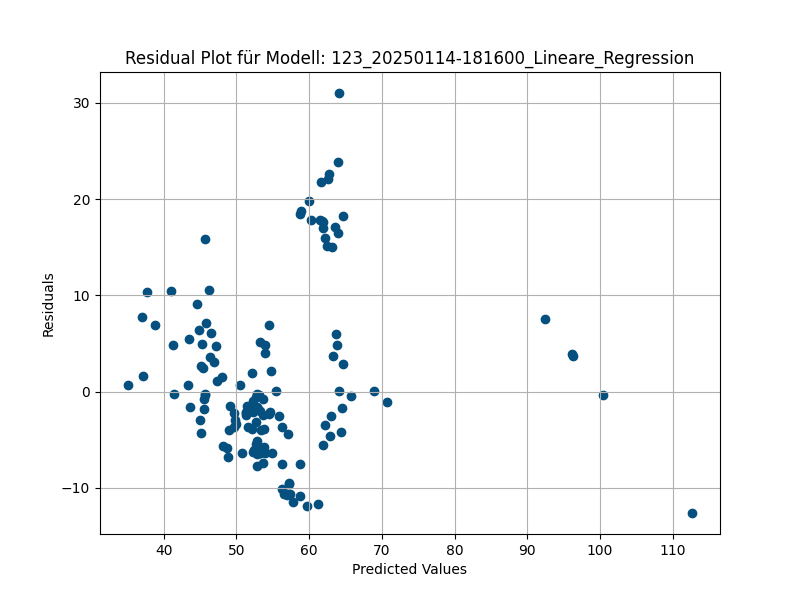 Residual Plot für Modell: 123_20250114-181600_Lineare_Regression
30
20
10
0
−10
Residuals
40 50 60 70 80 90 100 110
Predicted Values